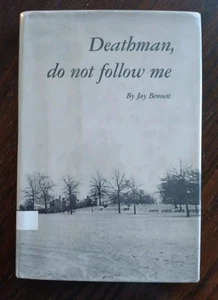 Deathman,
do not follow me
By Jay Bennett